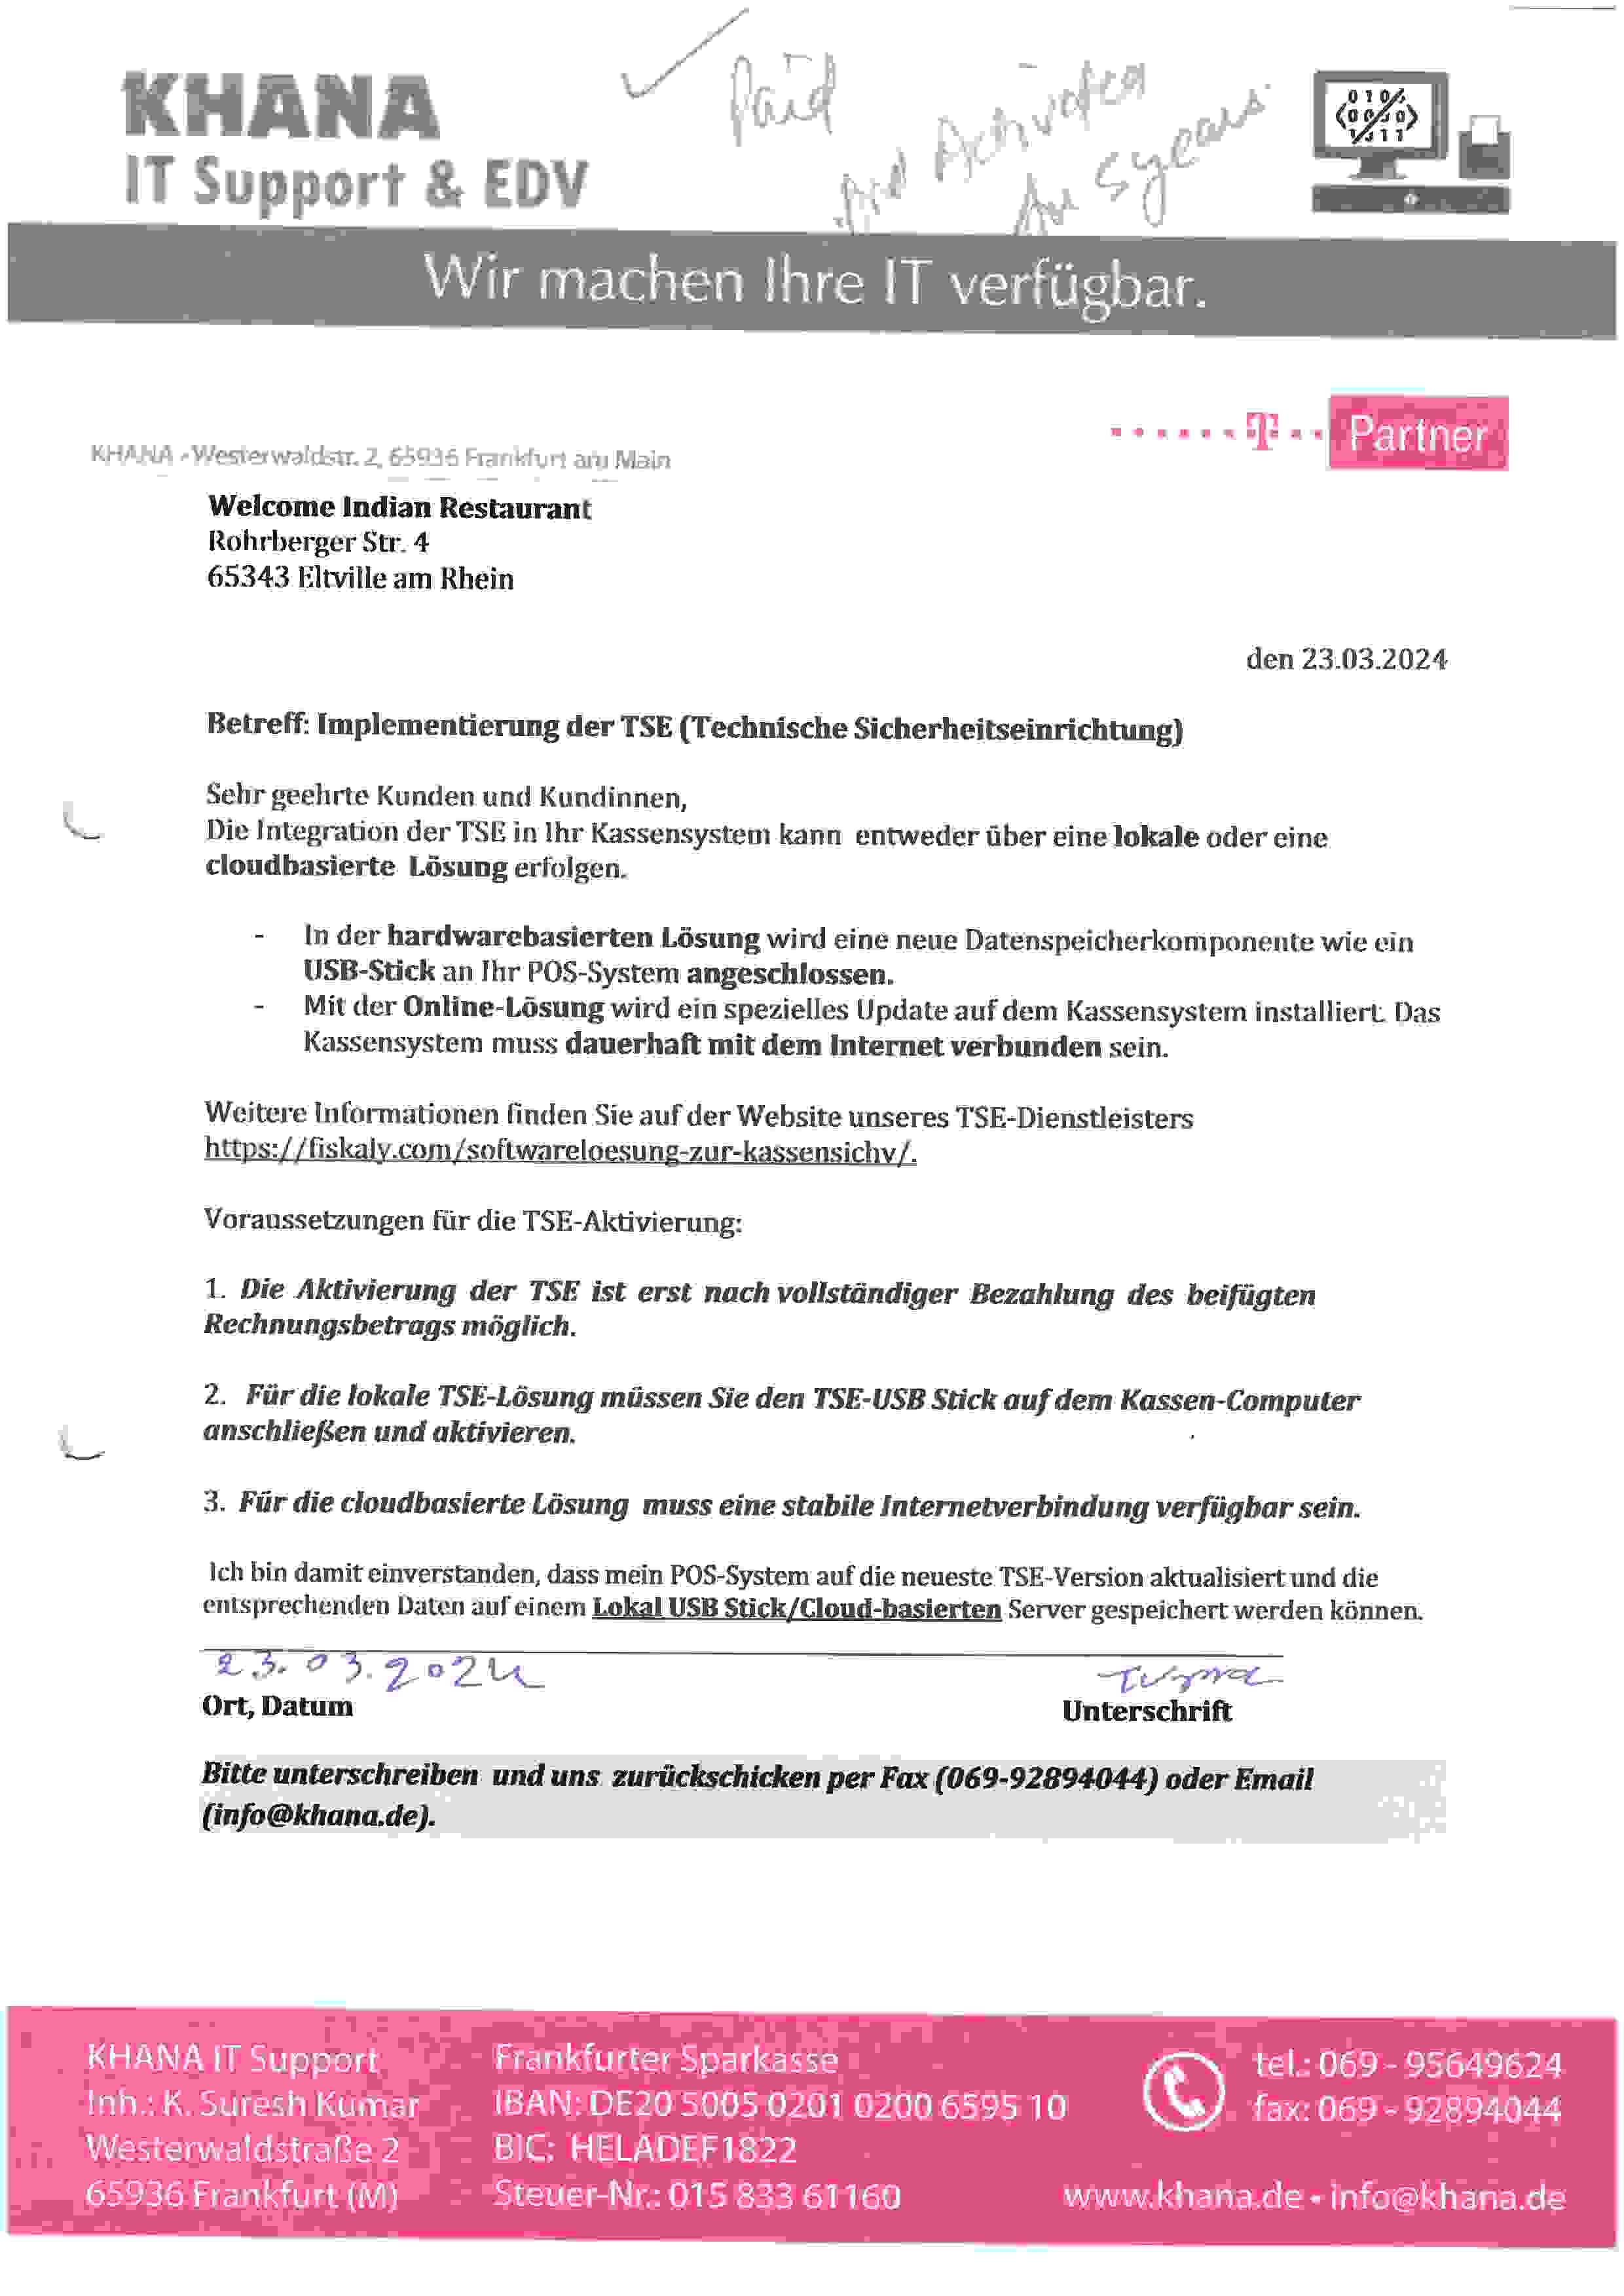 KHANA
IT Support & EDV
Paid
And Activated
5 years
Wir machen Ihre IT verfügbar.
T Partner
KHANA - Westerwaldstr. 2, 65936 Frankfurt am Main
Welcome Indian Restaurant
Rohrberger Str. 4
65343 Eltville am Rhein
den 23.03.2024
Betreff: Implementierung der TSE (Technische Sicherheitseinrichtung)
Sehr geehrte Kunden und Kundinnen,
Die Integration der TSE in Ihr Kassensystem kann entweder über eine lokale oder eine
cloudbasierte Lösung erfolgen.
- In der hardwarebasierten Lösung wird eine neue Datenspeicherkomponente wie ein
USB-Stick an Ihr POS-System angeschlossen.
- Mit der Online-Lösung wird ein spezielles Update auf dem Kassensystem installiert. Das
Kassensystem muss dauerhaft mit dem Internet verbunden sein.
Weitere Informationen finden Sie auf der Website unseres TSE-Dienstleisters
https://fiskaly.com/softwareloesung-zur-kassensichv/.
Voraussetzungen für die TSE-Aktivierung:
1. Die Aktivierung der TSE ist erst nach vollständiger Bezahlung des beifügten
Rechnungsbetrags möglich.
2. Für die lokale TSE-Lösung müssen Sie den TSE-USB Stick auf dem Kassen-Computer
anschließen und aktivieren.
3. Für die cloudbasierte Lösung muss eine stabile Internetverbindung verfügbar sein.
Ich bin damit einverstanden, dass mein POS-System auf die neueste TSE-Version aktualisiert und die
entsprechenden Daten auf einem Lokal USB Stick/Cloud-basierten Server gespeichert werden können.
23.03.2024
Ort, Datum Unterschrift
Bitte unterschreiben und uns zurückschicken per Fax (069-92894044) oder Email
(info@khana.de).
KHANA IT Support
Inh.: K. Suresh Kumar
Westerwaldstraße 2
65936 Frankfurt (M)
Frankfurter Sparkasse
IBAN: DE20 5005 0201 0200 6595 10
BIC: HELADEF1822
Steuer-Nr.: 015 833 61160
tel.: 069 - 95649624
fax: 069 - 92894044
www.khana.de - info@khana.de